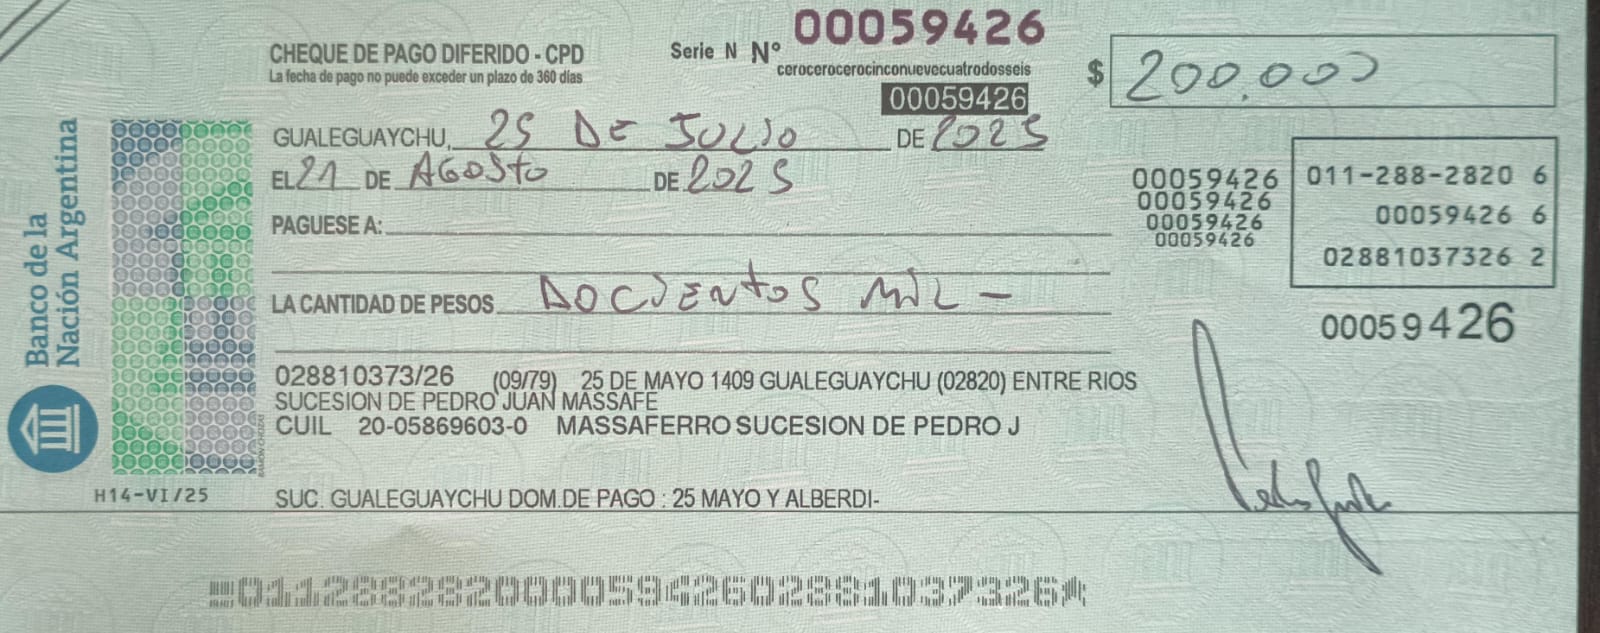 CHEQUE DE PAGO DIFERIDO - CPD
La fecha de pago no puede exceder un plazo de 360 días
Serie N Nº 00059426
cerocerocerocinconuevecuatrodosseis
00059426
$ 200.000
GUALEGUAYCHU, 25 DE JULIO DE 2025
EL 21 DE AGOSTO DE 2025
PAGUESE A:
LA CANTIDAD DE PESOS DOCIENTOS MIL -
00059426
00059426
00059426
00059426
011-288-2820 6
00059426 6
02881037326 2
00059426
028810373/26 (09/79) 25 DE MAYO 1409 GUALEGUAYCHU (02820) ENTRE RIOS
SUCESION DE PEDRO JUAN MASSAFE
CUIL 20-05869603-0 MASSAFERRO SUCESION DE PEDRO J
SUC. GUALEGUAYCHU DOM.DE PAGO : 25 MAYO Y ALBERDI-
Banco de la
Nación Argentina
H14-VI/25
01128828200005942602881037326